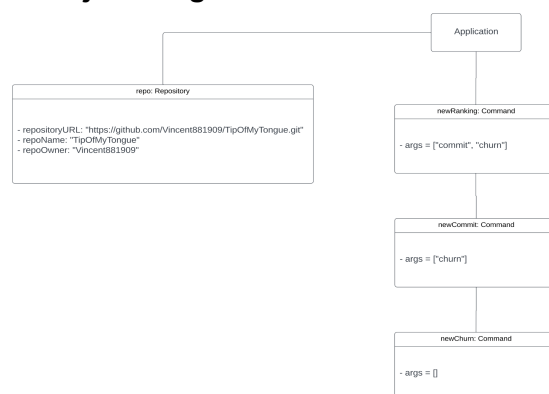 Application
repo: Repository
- repositoryURL: "https://github.com/Vincent881909/TipOfMyTongue.git"
- repoName: "TipOfMyTongue"
- repoOwner: "Vincent881909"
newRanking: Command
- args = ["commit", "churn"]
newCommit: Command
- args = ["churn"]
newChurn: Command
- args = []